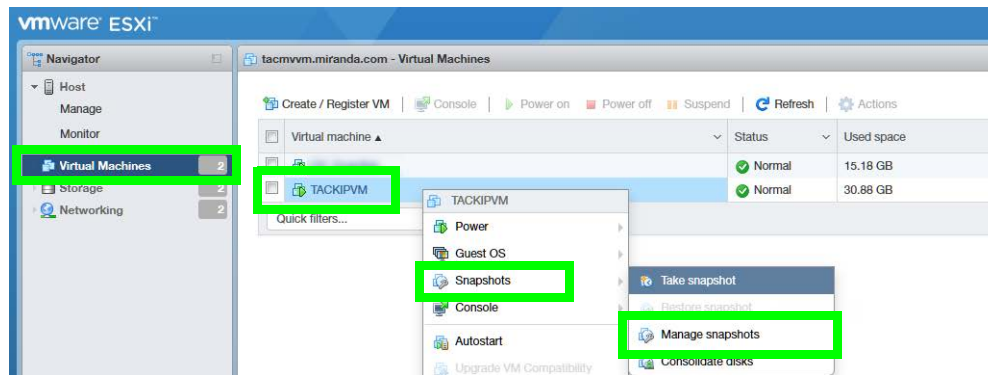 vmware ESXi
Navigator
tacmvvm.miranda.com - Virtual Machines
Host
Manage
Monitor
Virtual Machines 2
Storage 2
Networking 2
Create / Register VM | Console | Power on Power off Suspend | Refresh | Actions
Virtual machine ▲ Status Used space
Normal 15.18 GB
TACKIPVM Normal 30.88 GB
Quick filters...
TACKIPVM
Power
Guest OS
Snapshots
Console
Autostart
Upgrade VM Compatibility
Take snapshot
Restore snapshot
Manage snapshots
Consolidate disks